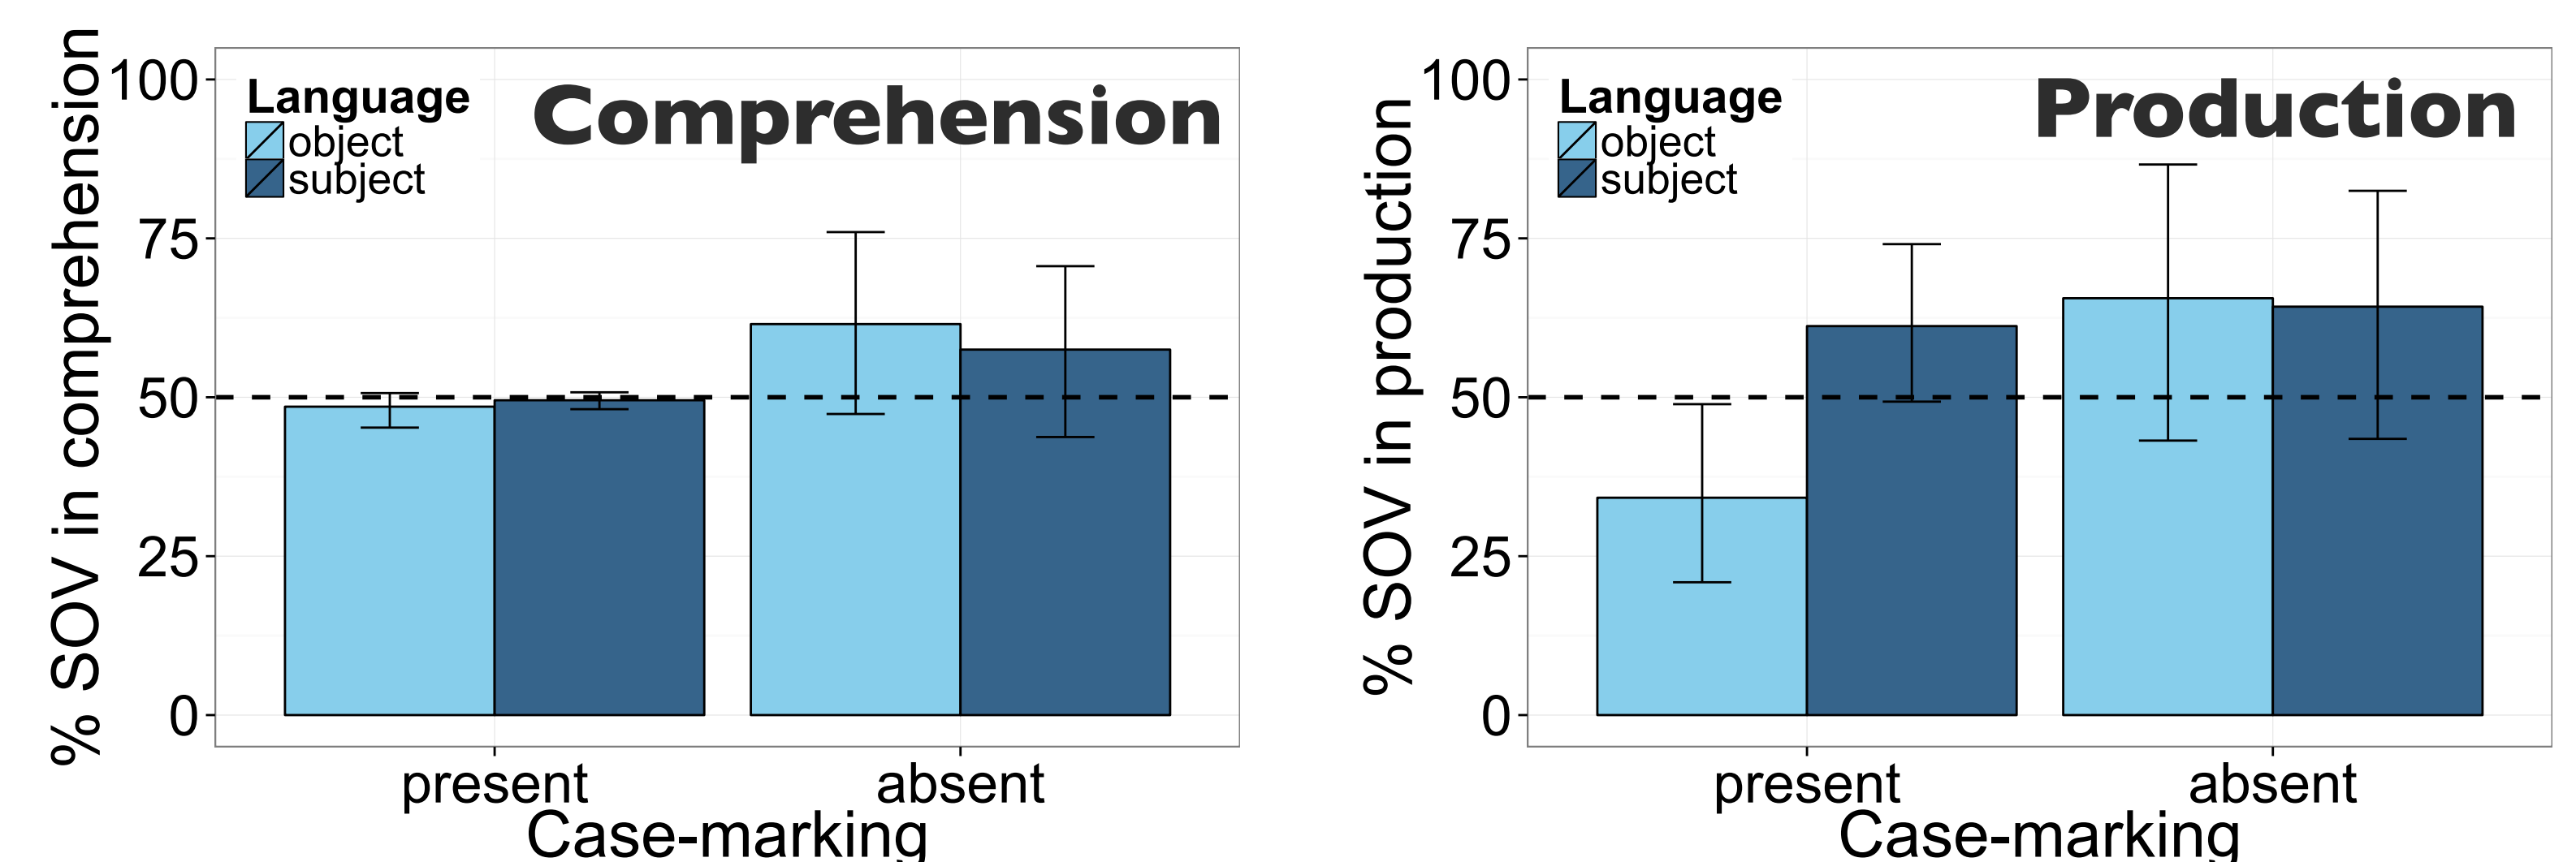 % SOV in comprehension
100
75
50
25
0
Language
object
subject
Comprehension
present
absent
Case-marking
% SOV in production
100
75
50
25
0
Language
object
subject
Production
present
absent
Case-marking